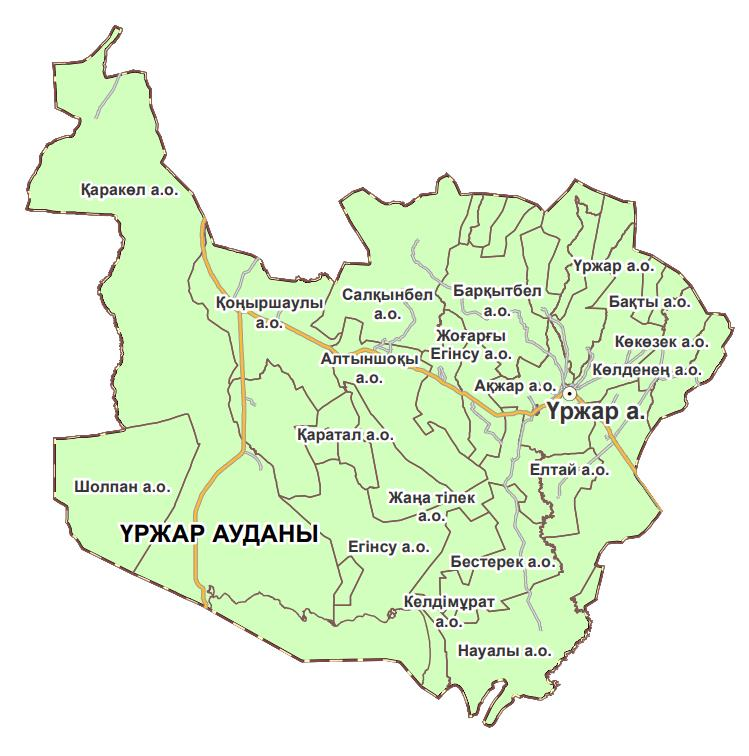 Қаракөл а.о.
Үржар а.о.
Барқытбел
а.о.
Салқынбел
а.о.
Қоңыршаулы
а.о.
Бақты а.о.
Жоғарғы
Егінсу а.о.
Көкөзек а.о.
Алтыншоқы
а.о.
Көлденең а.о.
Ақжар а.о.
Үржар а.
Қаратал а.о.
Елтай а.о.
Шолпан а.о.
Жаңа тілек
а.о.
ҮРЖАР АУДАНЫ
Егінсу а.о.
Бестерек а.о.
Келдімұрат
а.о.
Науалы а.о.